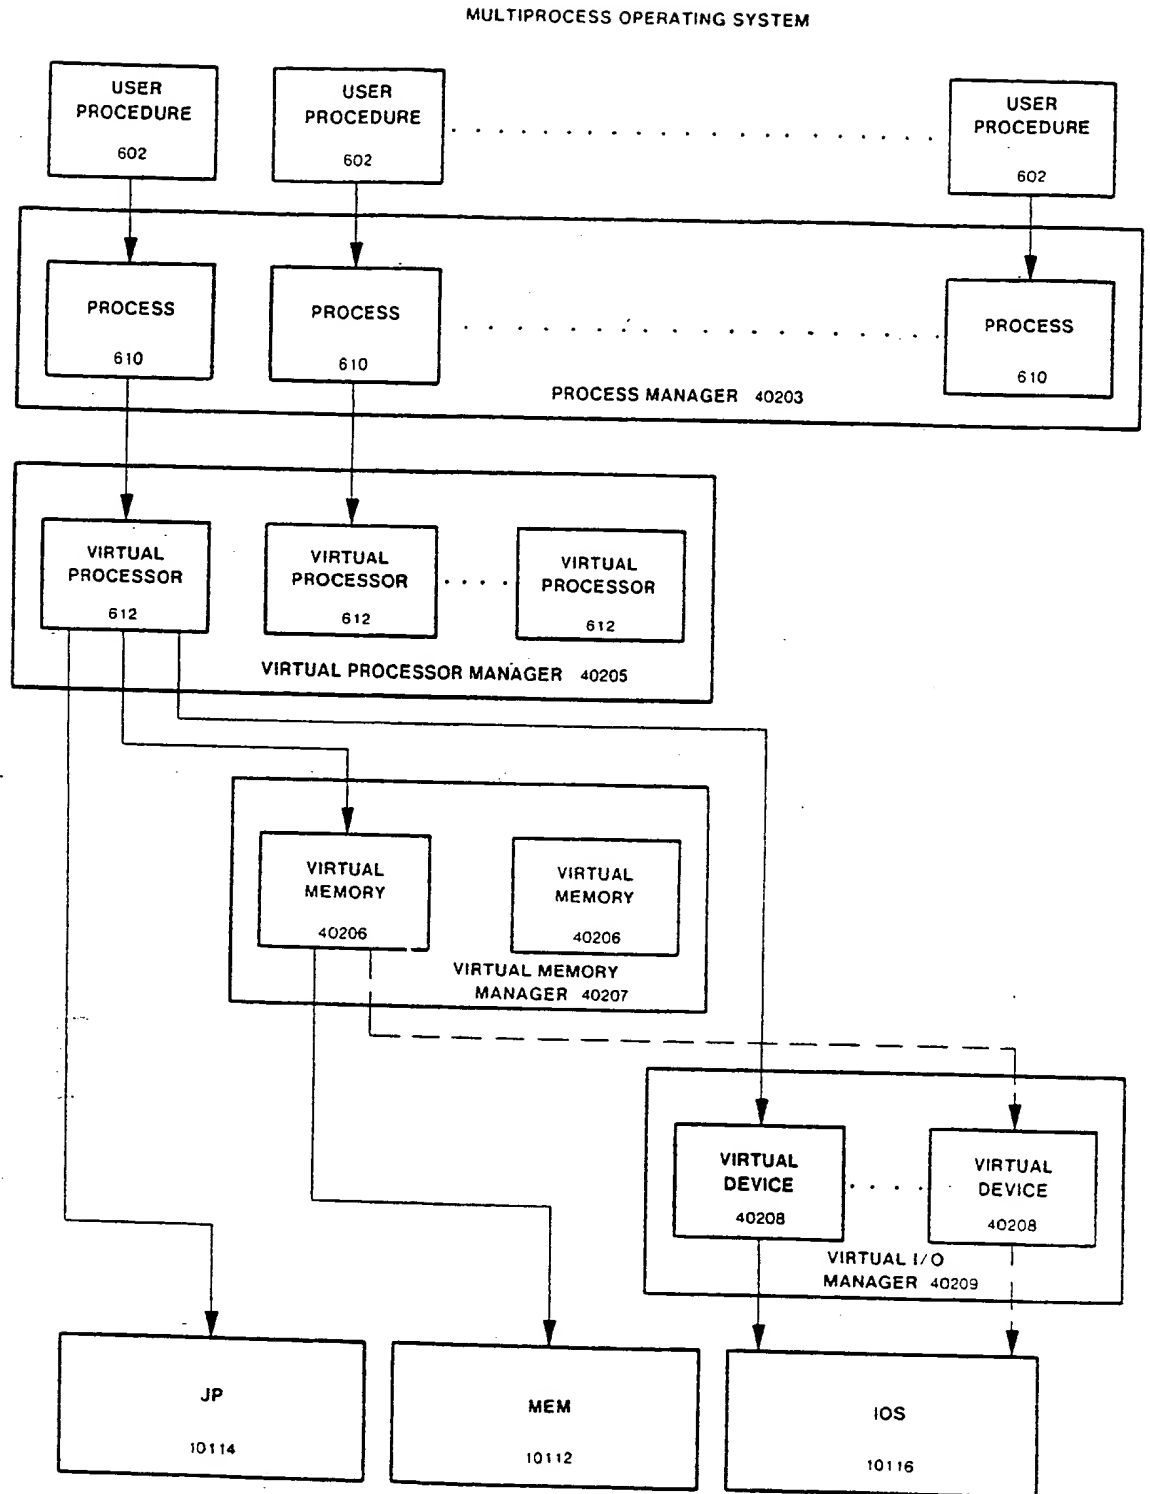 MULTIPROCESS OPERATING SYSTEM
USER
PROCEDURE
602
USER
PROCEDURE
602
USER
PROCEDURE
602
PROCESS
610
PROCESS
610
PROCESS
610
PROCESS MANAGER 40203
VIRTUAL
PROCESSOR
612
VIRTUAL
PROCESSOR
612
VIRTUAL
PROCESSOR
612
VIRTUAL PROCESSOR MANAGER 40205
VIRTUAL
MEMORY
40206
VIRTUAL
MEMORY
40206
VIRTUAL MEMORY
MANAGER 40207
VIRTUAL
DEVICE
40208
VIRTUAL
DEVICE
40208
VIRTUAL I/O
MANAGER 40209
JP
10114
MEM
10112
IOS
10116